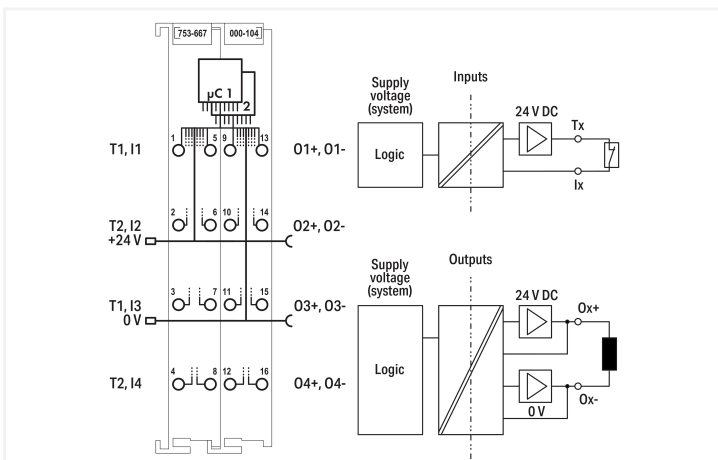 753-667 000-104
µC 1
2
1 5 9 13
T1, I1 O1+, O1-
2 6 10 14
T2, I2 O2+, O2-
+24 V
3 7 11 15
T1, I3 O3+, O3-
0 V
4 8 12 16
T2, I4 O4+, O4-
Supply
voltage
(system)
Inputs
24 V DC
Tx
Logic
Ix
Supply
voltage
(system)
Outputs
24 V DC
Ox+
Logic
Ox-
0 V